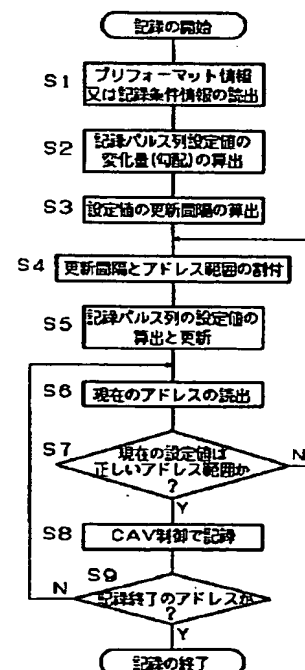 記録の開始
S1
プリフォーマット情報
又は記録条件情報の読出
S2
記録パルス列設定値の
変化量(勾配)の算出
S3
設定値の更新間隔の算出
S4
更新間隔とアドレス範囲の割付
S5
記録パルス列の設定値の
算出と更新
S6
現在のアドレスの読出
S7
現在の設定値は
正しいアドレス範囲か
?
N
Y
S8
CAV制御で記録
S9
N
記録終了のアドレスか
?
Y
記録の終了